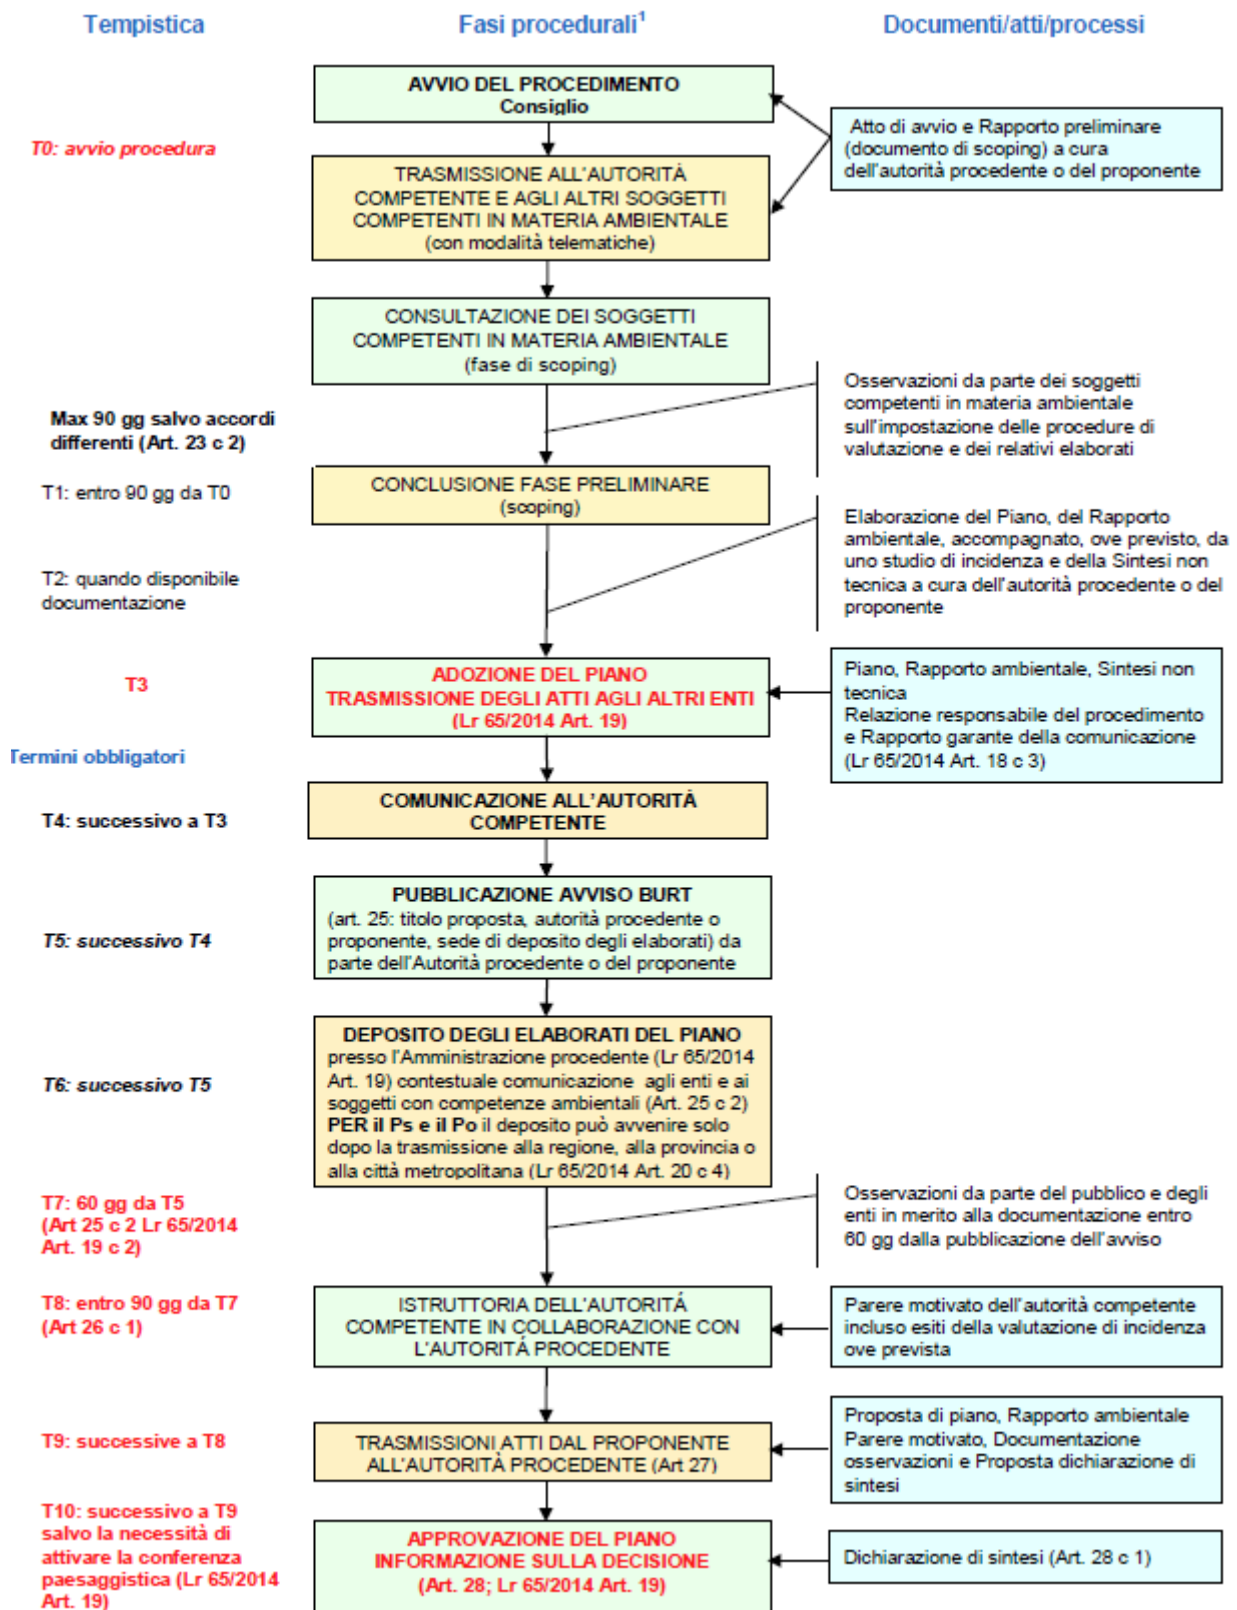 Tempistica
Fasi procedurali¹
Documenti/atti/processi
AVVIO DEL PROCEDIMENTO
Consiglio
T0: avvio procedura
Atto di avvio e Rapporto preliminare
(documento di scoping) a cura
dell'autorità procedente o del proponente
TRASMISSIONE ALL'AUTORITÀ
COMPETENTE E AGLI ALTRI SOGGETTI
COMPETENTI IN MATERIA AMBIENTALE
(con modalità telematiche)
CONSULTAZIONE DEI SOGGETTI
COMPETENTI IN MATERIA AMBIENTALE
(fase di scoping)
Osservazioni da parte dei soggetti
competenti in materia ambientale
sull'impostazione delle procedure di
valutazione e dei relativi elaborati
Max 90 gg salvo accordi
differenti (Art. 23 c 2)
T1: entro 90 gg da T0
CONCLUSIONE FASE PRELIMINARE
(scoping)
Elaborazione del Piano, del Rapporto
ambientale, accompagnato, ove previsto, da
uno studio di incidenza e della Sintesi non
tecnica a cura dell'autorità procedente o del
proponente
T2: quando disponibile
documentazione
T3
ADOZIONE DEL PIANO
TRASMISSIONE DEGLI ATTI AGLI ALTRI ENTI
(Lr 65/2014 Art. 19)
Piano, Rapporto ambientale, Sintesi non
tecnica
Relazione responsabile del procedimento
e Rapporto garante della comunicazione
(Lr 65/2014 Art. 18 c 3)
Termini obbligatori
T4: successivo a T3
COMUNICAZIONE ALL'AUTORITÀ
COMPETENTE
T5: successivo T4
PUBBLICAZIONE AVVISO BURT
(art. 25: titolo proposta, autorità procedente o
proponente, sede di deposito degli elaborati) da
parte dell'Autorità procedente o del proponente
T6: successivo T5
DEPOSITO DEGLI ELABORATI DEL PIANO
presso l'Amministrazione procedente (Lr 65/2014
Art. 19) contestuale comunicazione agli enti e ai
soggetti con competenze ambientali (Art. 25 c 2)
PER il Ps e il Po il deposito può avvenire solo
dopo la trasmissione alla regione, alla provincia o
alla città metropolitana (Lr 65/2014 Art. 20 c 4)
T7: 60 gg da T5
(Art 25 c 2 Lr 65/2014
Art. 19 c 2)
Osservazioni da parte del pubblico e degli
enti in merito alla documentazione entro
60 gg dalla pubblicazione dell'avviso
T8: entro 90 gg da T7
(Art 26 c 1)
ISTRUTTORIA DELL'AUTORITÁ
COMPETENTE IN COLLABORAZIONE CON
L'AUTORITÁ PROCEDENTE
Parere motivato dell'autorità competente
incluso esiti della valutazione di incidenza
ove prevista
T9: successive a T8
TRASMISSIONI ATTI DAL PROPONENTE
ALL'AUTORITÀ PROCEDENTE (Art 27)
Proposta di piano, Rapporto ambientale
Parere motivato, Documentazione
osservazioni e Proposta dichiarazione di
sintesi
T10: successivo a T9
salvo la necessità di
attivare la conferenza
paesaggistica (Lr 65/2014
Art. 19)
APPROVAZIONE DEL PIANO
INFORMAZIONE SULLA DECISIONE
(Art. 28; Lr 65/2014 Art. 19)
Dichiarazione di sintesi (Art. 28 c 1)